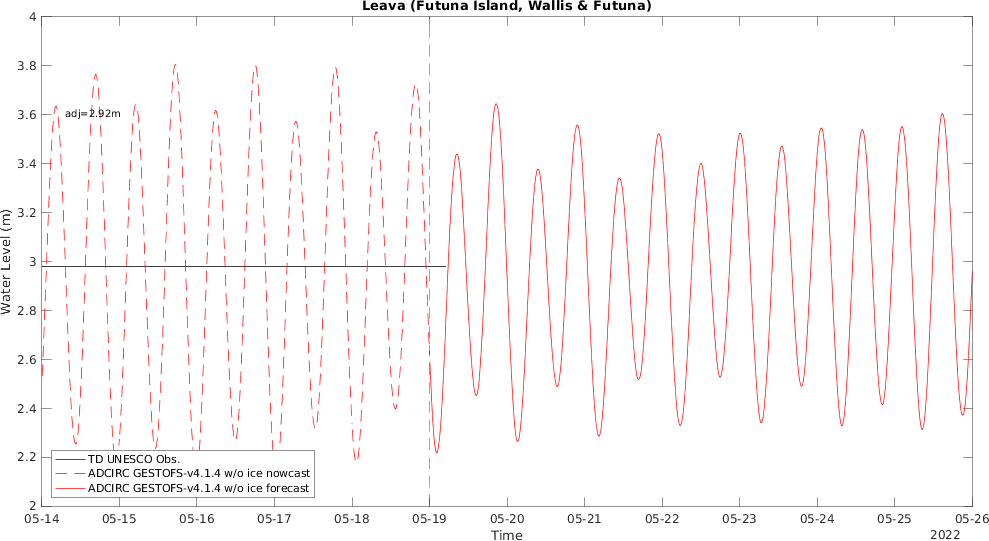 Leava (Futuna Island, Wallis & Futuna)
4
3.8
3.6
3.4
3.2
3
2.8
2.6
2.4
2.2
2
Water Level (m)
adj=2.92m
TD UNESCO Obs.
ADCIRC GESTOFS-v4.1.4 w/o ice nowcast
ADCIRC GESTOFS-v4.1.4 w/o ice forecast
05-14 05-15 05-16 05-17 05-18 05-19 05-20 05-21 05-22 05-23 05-24 05-25 05-26
Time
2022